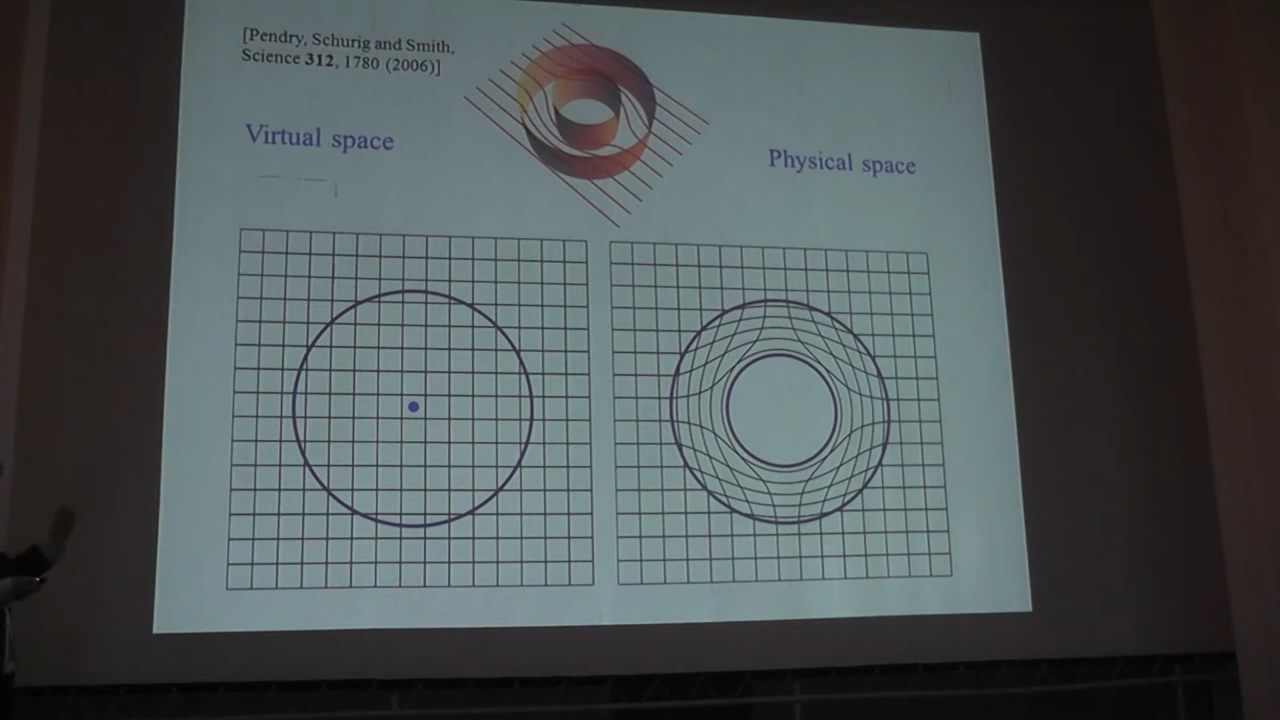 [Pendry, Schurig and Smith,
Science 312, 1780 (2006)]
Virtual space
Physical space